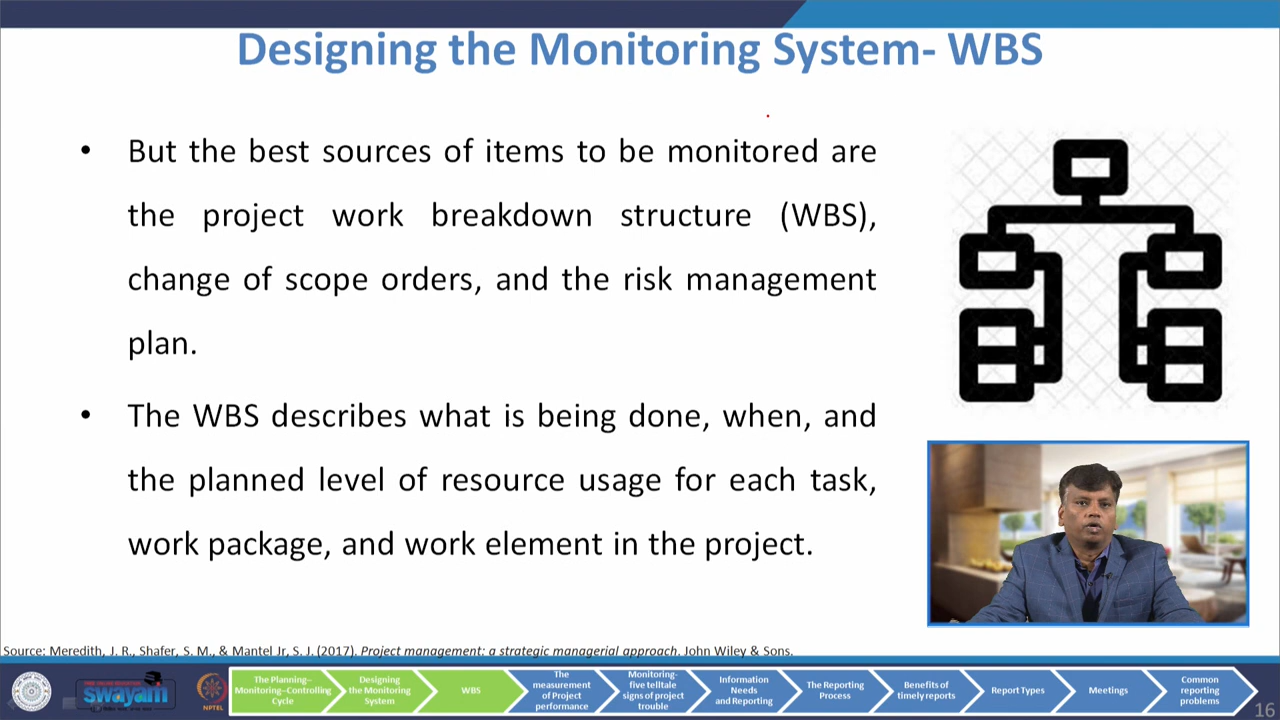 Designing the Monitoring System- WBS
• But the best sources of items to be monitored are
the project work breakdown structure (WBS),
change of scope orders, and the risk management
plan.
• The WBS describes what is being done, when, and
the planned level of resource usage for each task,
work package, and work element in the project.
Source: Meredith, J. R., Shafer, S. M., & Mantel Jr, S. J. (2017). Project management: a strategic managerial approach. John Wiley & Sons.
swayam
NPTEL
The Planning–
Monitoring–Controlling
Cycle
Designing
the Monitoring
System
WBS
The
measurement
of Project
performance
Monitoring-
five telltale
signs of project
trouble
Information
Needs
and Reporting
The Reporting
Process
Benefits of
timely reports
Report Types
Meetings
Common
reporting
problems
16